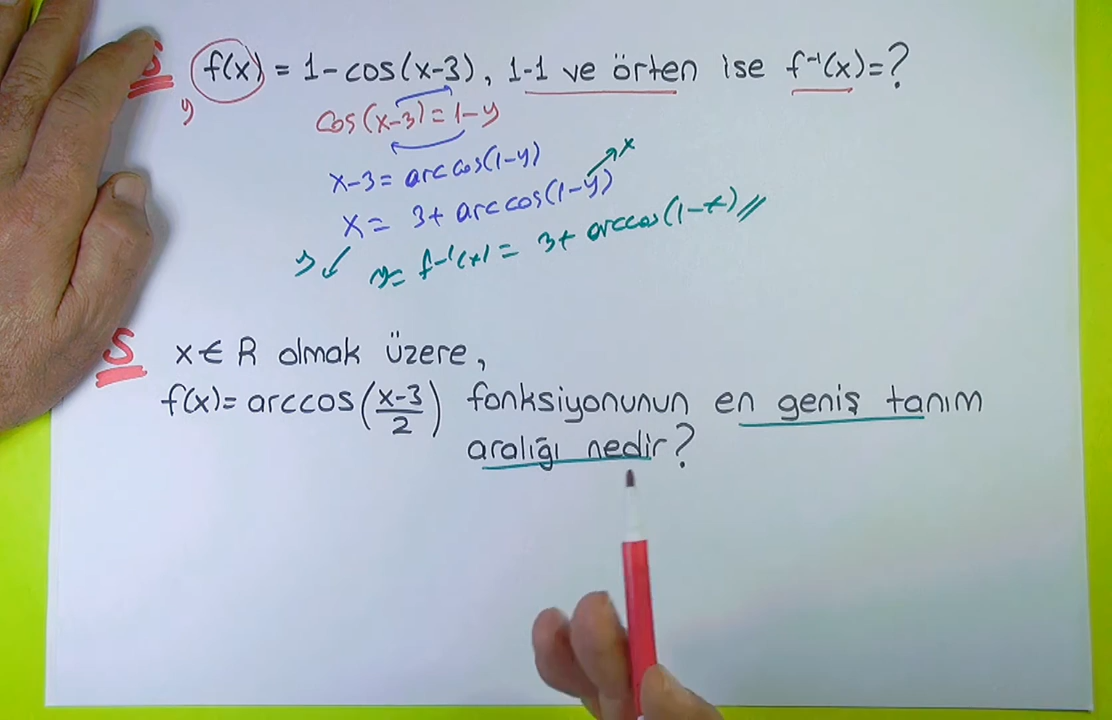 S f(x) = 1 - cos(x-3), 1-1 ve örten ise f⁻¹(x)=?
y cos(x-3) = 1-y
x-3 = arccos(1-y)
x = 3 + arccos(1-y) x
y y = f⁻¹(x) = 3 + arccos(1-x) //
S x ∈ R olmak üzere,
f(x) = arccos((x-3)/2) fonksiyonunun en geniş tanım
aralığı nedir?